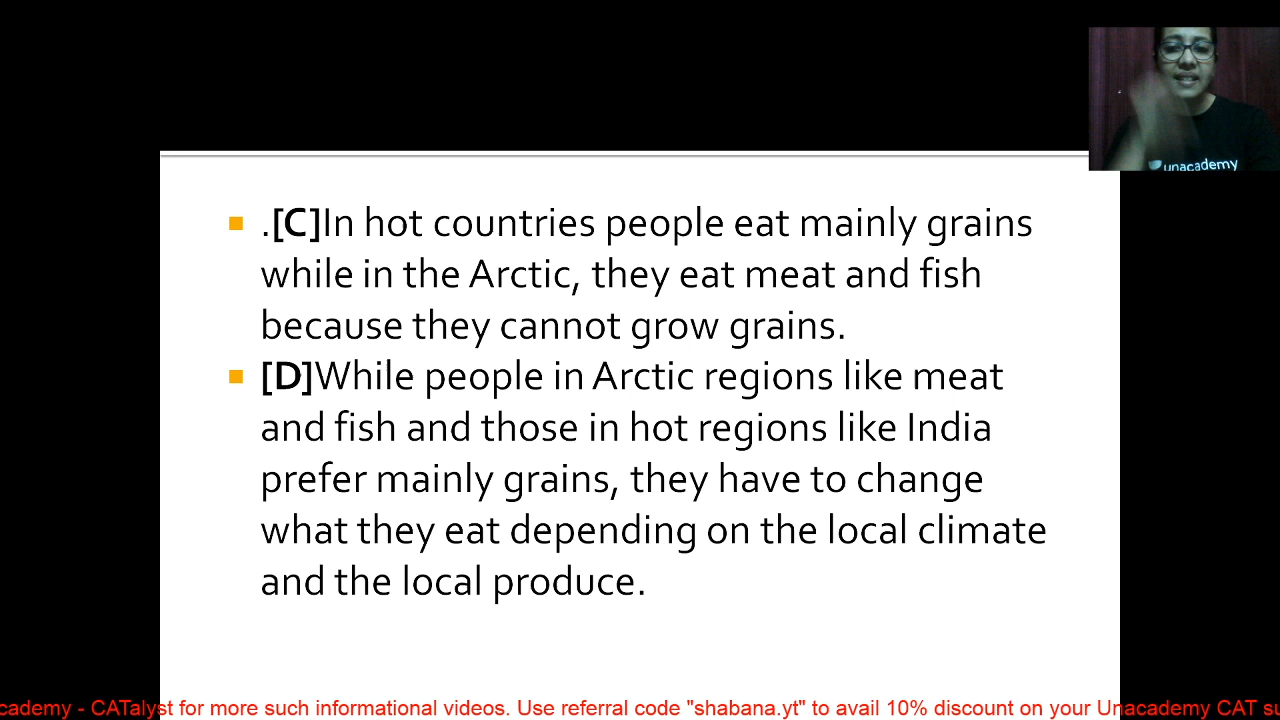 unacademy
.[C]In hot countries people eat mainly grains
while in the Arctic, they eat meat and fish
because they cannot grow grains.
[D]While people in Arctic regions like meat
and fish and those in hot regions like India
prefer mainly grains, they have to change
what they eat depending on the local climate
and the local produce.
cademy - CATalyst for more such informational videos. Use referral code "shabana.yt" to avail 10% discount on your Unacademy CAT su